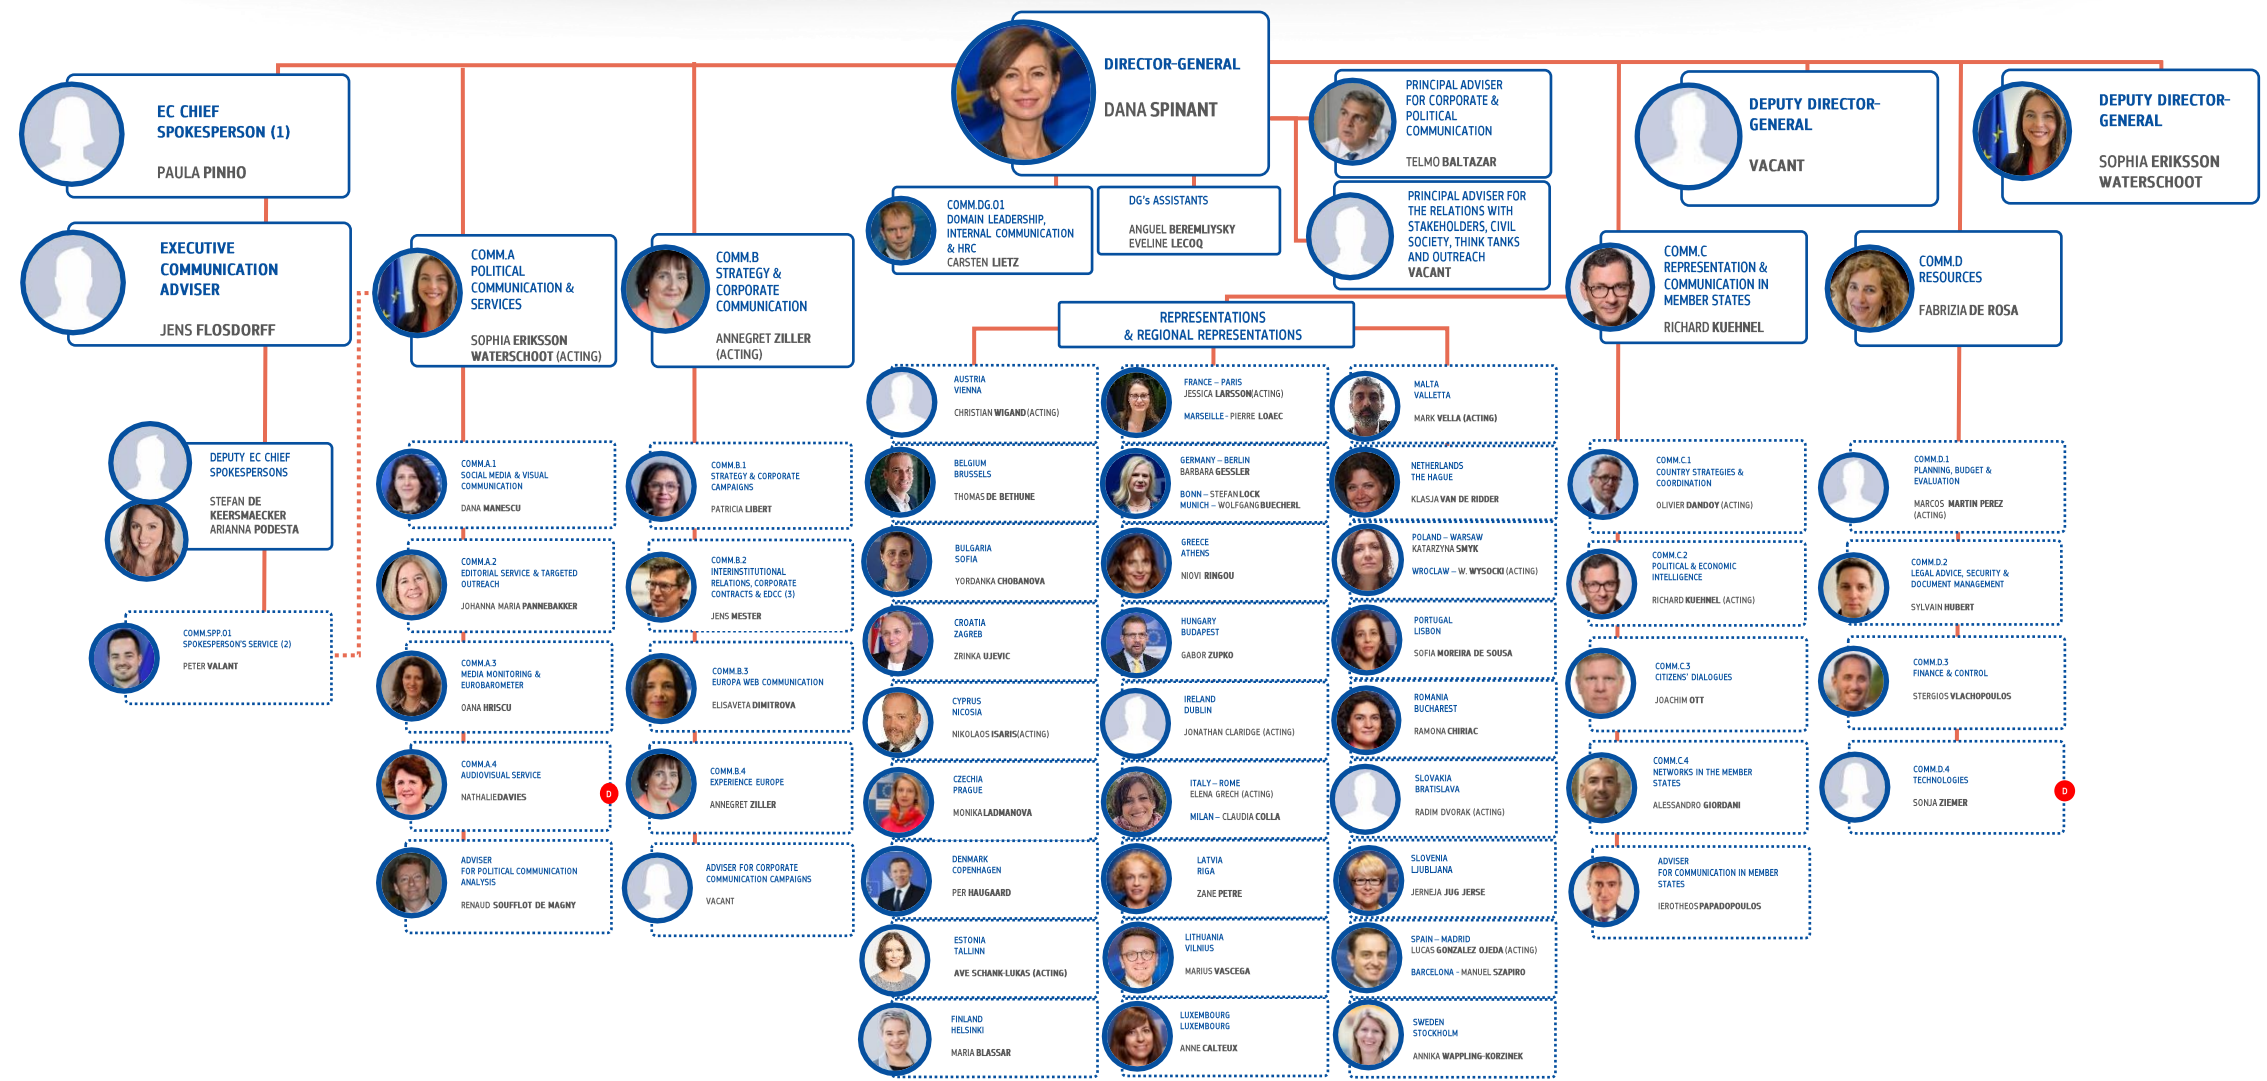 DIRECTOR-GENERAL
DANA SPINANT
EC CHIEF
SPOKESPERSON (1)
PAULA PINHO
EXECUTIVE
COMMUNICATION
ADVISER
JENS FLOSDORFF
DEPUTY EC CHIEF
SPOKESPERSONS
STEFAN DE
KEERSMAECKER
ARIANNA PODESTA
COMM.SPP.01
SPOKESPERSON'S SERVICE (2)
PETER VALANT
COMM.A
POLITICAL
COMMUNICATION &
SERVICES
SOPHIA ERIKSSON
WATERSCHOOT (ACTING)
COMM.A.1
SOCIAL MEDIA & VISUAL
COMMUNICATION
DANA MANESCU
COMM.A.2
EDITORIAL SERVICE & TARGETED
OUTREACH
JOHANNA MARIA PANNEBAKKER
COMM.A.3
MEDIA MONITORING &
EUROBAROMETER
OANA HRISCU
COMM.A.4
AUDIOVISUAL SERVICE
NATHALIE DAVIES
D
ADVISER
FOR POLITICAL COMMUNICATION
ANALYSIS
RENAUD SOUFFLOT DE MAGNY
COMM.B
STRATEGY &
CORPORATE
COMMUNICATION
ANNEGRET ZILLER
(ACTING)
COMM.B.1
STRATEGY & CORPORATE
CAMPAIGNS
PATRICIA LIBERT
COMM.B.2
INTERINSTITUTIONAL
RELATIONS, CORPORATE
CONTRACTS & EDCC (3)
JENS MESTER
COMM.B.3
EUROPA WEB COMMUNICATION
ELISAVETA DIMITROVA
COMM.B.4
EXPERIENCE EUROPE
ANNEGRET ZILLER
ADVISER FOR CORPORATE
COMMUNICATION CAMPAIGNS
VACANT
COMM.DG.01
DOMAIN LEADERSHIP,
INTERNAL COMMUNICATION
& HRC
CARSTEN LIETZ
DG's ASSISTANTS
ANGUEL BEREMLIYSKY
EVELINE LECOQ
PRINCIPAL ADVISER
FOR CORPORATE &
POLITICAL
COMMUNICATION
TELMO BALTAZAR
PRINCIPAL ADVISER FOR
THE RELATIONS WITH
STAKEHOLDERS, CIVIL
SOCIETY, THINK TANKS
AND OUTREACH
VACANT
REPRESENTATIONS
& REGIONAL REPRESENTATIONS
AUSTRIA
VIENNA
CHRISTIAN WIGAND (ACTING)
BELGIUM
BRUSSELS
THOMAS DE BETHUNE
BULGARIA
SOFIA
YORDANKA CHOBANOVA
CROATIA
ZAGREB
ZRINKA UJEVIC
CYPRUS
NICOSIA
NIKOLAOS ISARIS(ACTING)
CZECHIA
PRAGUE
MONIKA LADMANOVA
DENMARK
COPENHAGEN
PER HAUGAARD
ESTONIA
TALLINN
AVE SCHANK-LUKAS (ACTING)
FINLAND
HELSINKI
MARIA BLASSAR
FRANCE – PARIS
JESSICA LARSSON(ACTING)
MARSEILLE - PIERRE LOAEC
GERMANY – BERLIN
BARBARA GESSLER
BONN – STEFAN LOCK
MUNICH – WOLFGANG BUECHERL
GREECE
ATHENS
NIOVI RINGOU
HUNGARY
BUDAPEST
GABOR ZUPKO
IRELAND
DUBLIN
JONATHAN CLARIDGE (ACTING)
ITALY – ROME
ELENA GRECH (ACTING)
MILAN – CLAUDIA COLLA
LATVIA
RIGA
ZANE PETRE
LITHUANIA
VILNIUS
MARIUS VASCEGA
LUXEMBOURG
LUXEMBOURG
ANNE CALTEUX
MALTA
VALLETTA
MARK VELLA (ACTING)
NETHERLANDS
THE HAGUE
KLASJA VAN DE RIDDER
POLAND – WARSAW
KATARZYNA SMYK
WROCLAW – W. WYSOCKI (ACTING)
PORTUGAL
LISBON
SOFIA MOREIRA DE SOUSA
ROMANIA
BUCHAREST
RAMONA CHIRIAC
SLOVAKIA
BRATISLAVA
RADIM DVORAK (ACTING)
SLOVENIA
LJUBLJANA
JERNEJA JUG JERSE
SPAIN – MADRID
LUCAS GONZALEZ OJEDA (ACTING)
BARCELONA - MANUEL SZAPIRO
SWEDEN
STOCKHOLM
ANNIKA WAPPLING-KORZINEK
DEPUTY DIRECTOR-
GENERAL
VACANT
COMM.C
REPRESENTATION &
COMMUNICATION IN
MEMBER STATES
RICHARD KUEHNEL
COMM.C.1
COUNTRY STRATEGIES &
COORDINATION
OLIVIER DANDOY (ACTING)
COMM.C.2
POLITICAL & ECONOMIC
INTELLIGENCE
RICHARD KUEHNEL (ACTING)
COMM.C.3
CITIZENS' DIALOGUES
JOACHIM OTT
COMM.C.4
NETWORKS IN THE MEMBER
STATES
ALESSANDRO GIORDANI
ADVISER
FOR COMMUNICATION IN MEMBER
STATES
IEROTHEOS PAPADOPOULOS
DEPUTY DIRECTOR-
GENERAL
SOPHIA ERIKSSON
WATERSCHOOT
COMM.D
RESOURCES
FABRIZIA DE ROSA
COMM.D.1
PLANNING, BUDGET &
EVALUATION
MARCOS MARTIN PEREZ
(ACTING)
COMM.D.2
LEGAL ADVICE, SECURITY &
DOCUMENT MANAGEMENT
SYLVAIN HUBERT
COMM.D.3
FINANCE & CONTROL
STERGIOS VLACHOPOULOS
COMM.D.4
TECHNOLOGIES
SONJA ZIEMER
D